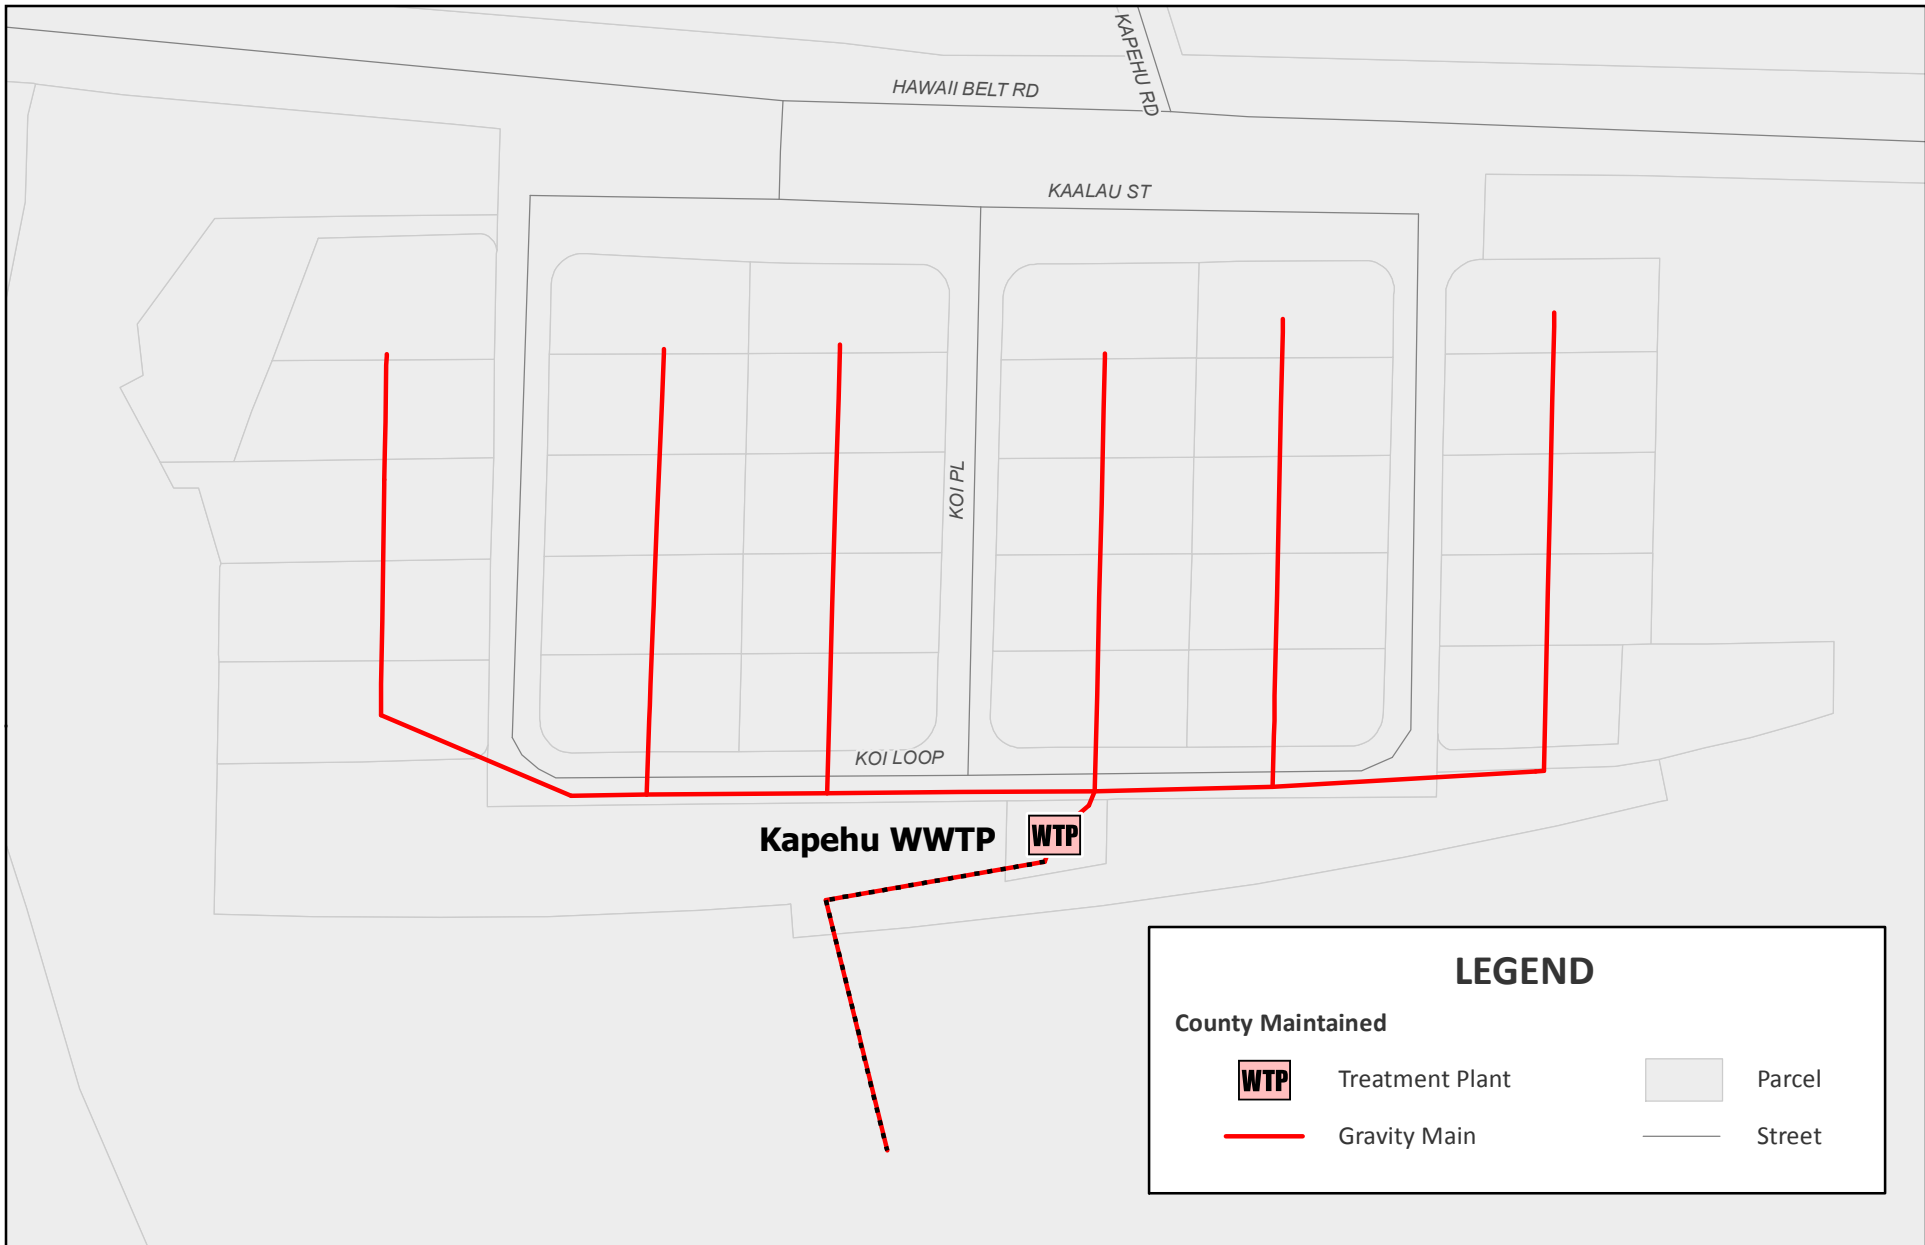 KAPEHU RD
HAWAII BELT RD
KAALAU ST
KOI PL
KOI LOOP
Kapehu WWTP
WTP
LEGEND
County Maintained
WTP Treatment Plant
Parcel
Gravity Main
Street